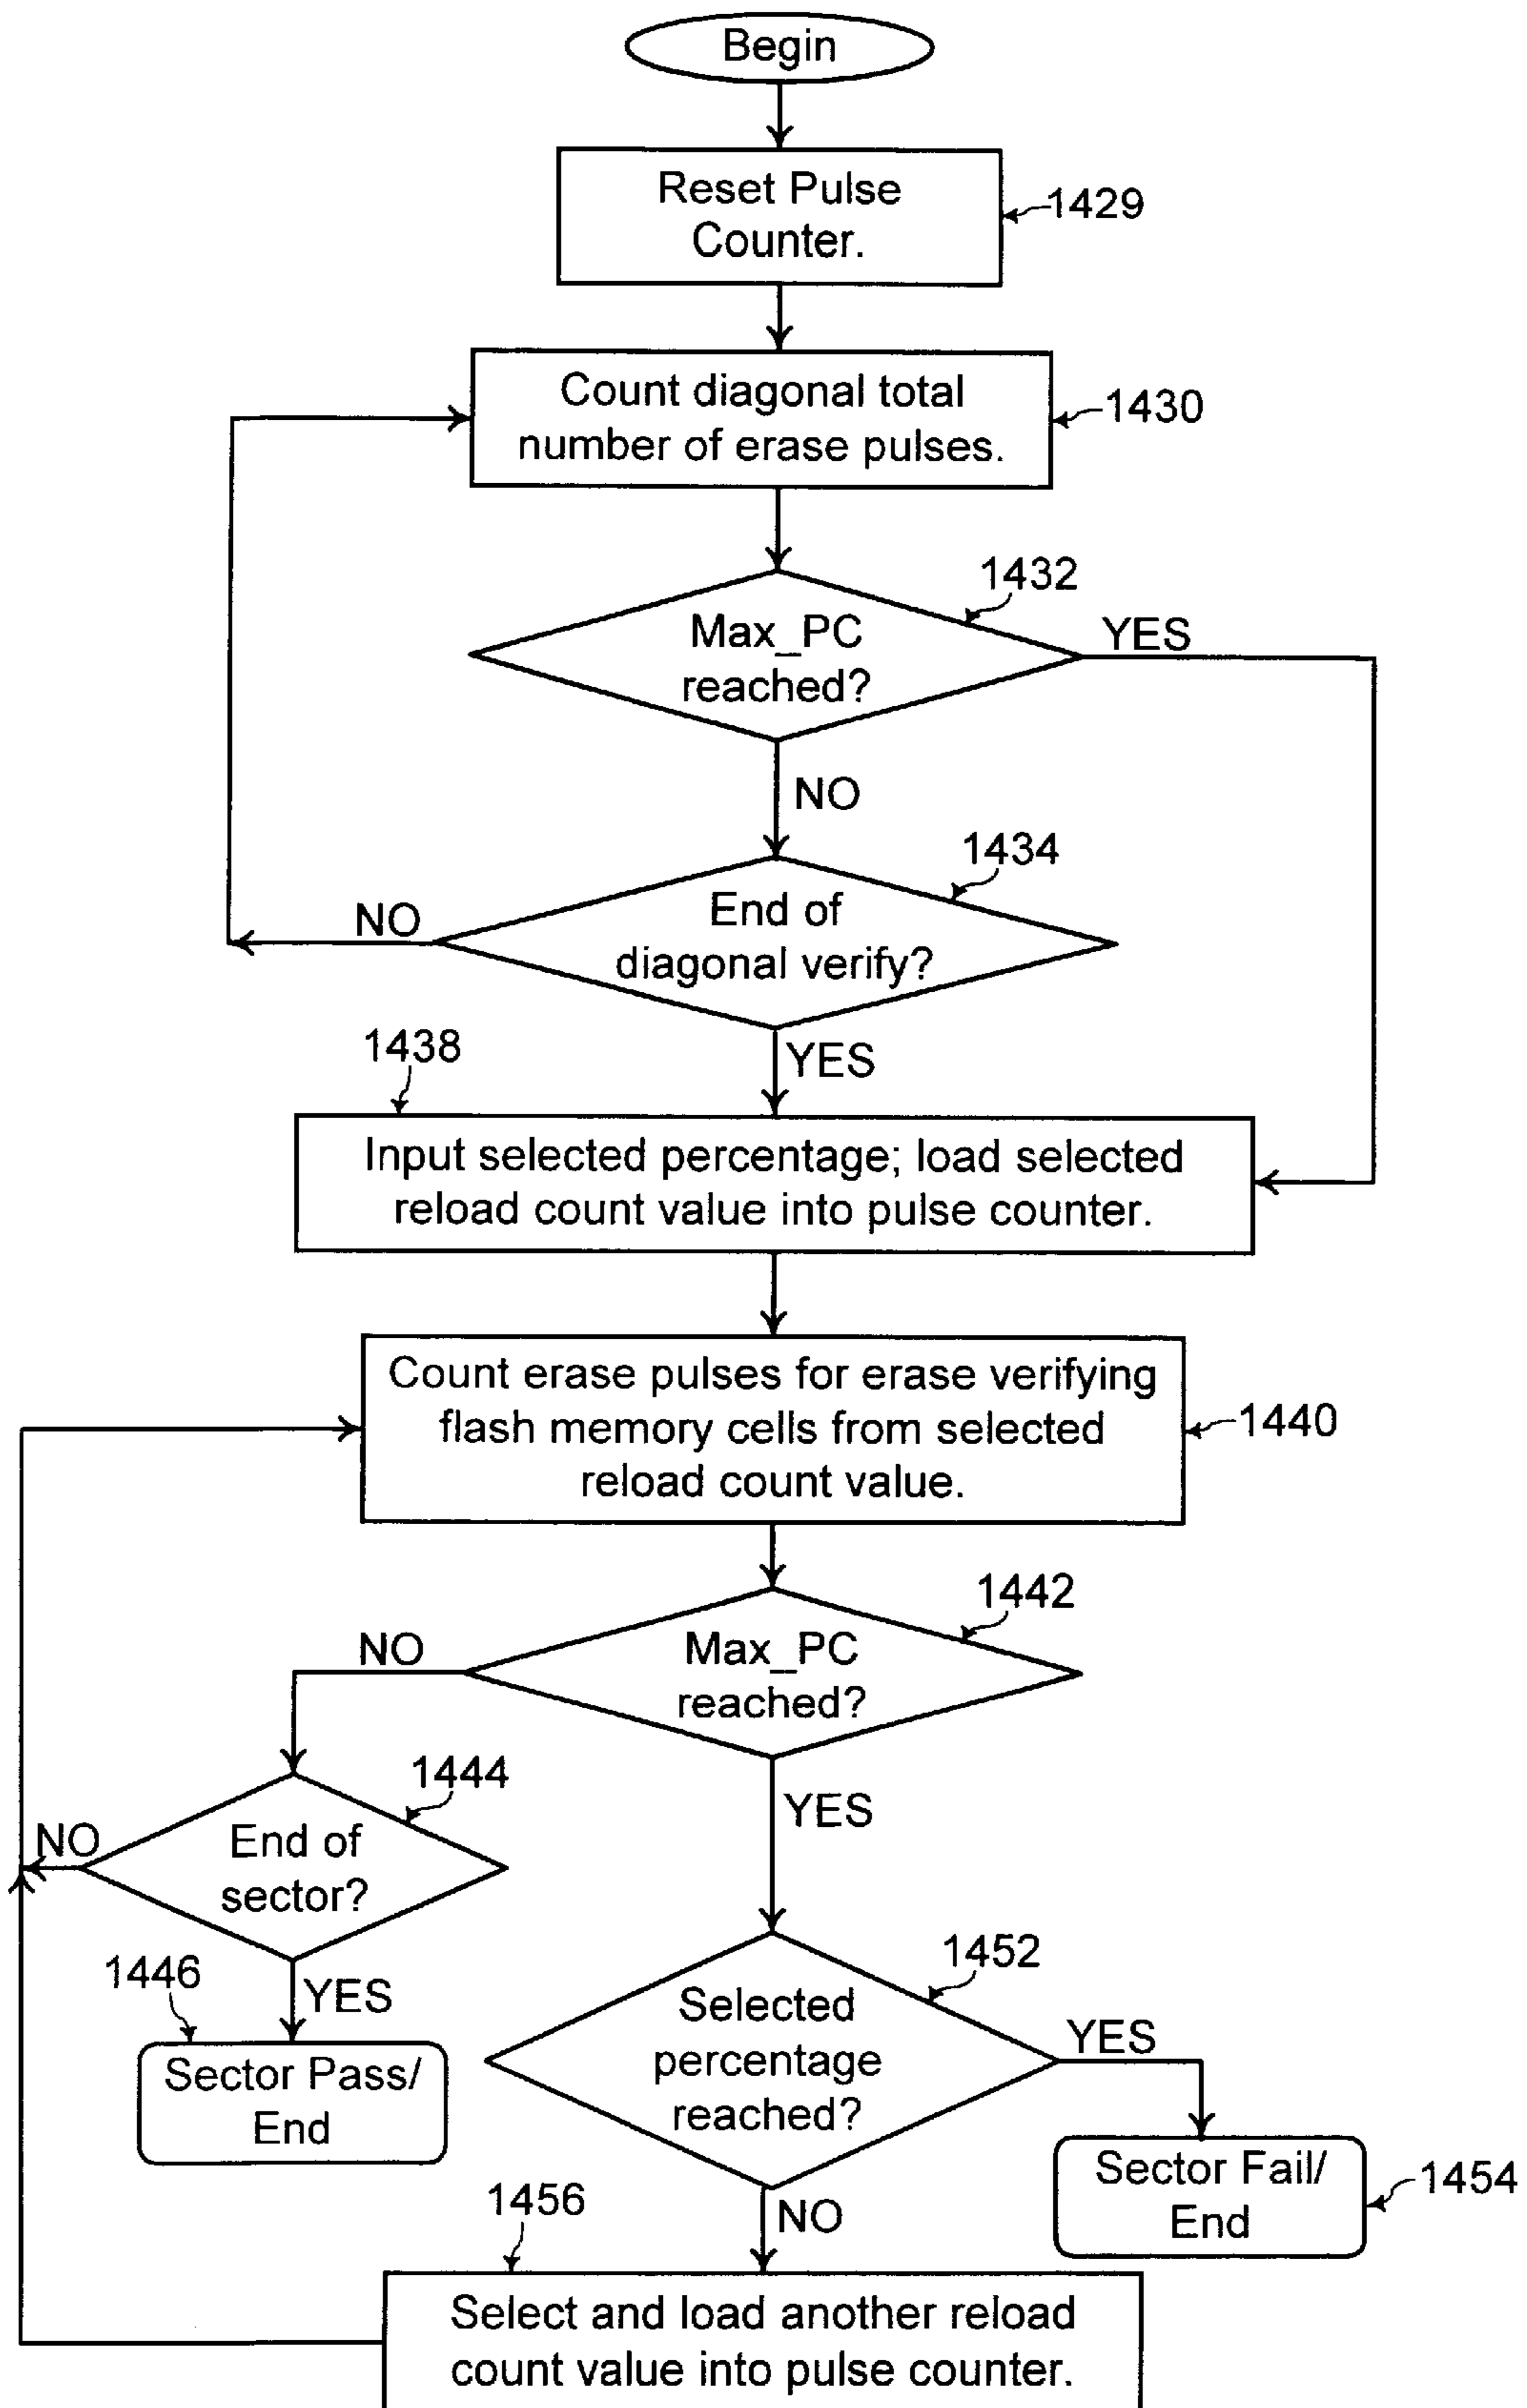 Begin
Reset Pulse
Counter.
1429
Count diagonal total
number of erase pulses.
1430
1432
Max_PC
reached?
YES
NO
1434
End of
diagonal verify?
NO
YES
1438
Input selected percentage; load selected
reload count value into pulse counter.
Count erase pulses for erase verifying
flash memory cells from selected
reload count value.
1440
1442
Max_PC
reached?
NO
YES
1444
End of
sector?
NO
YES
1446
Sector Pass/
End
1452
Selected
percentage
reached?
YES
NO
Sector Fail/
End
1454
1456
Select and load another reload
count value into pulse counter.